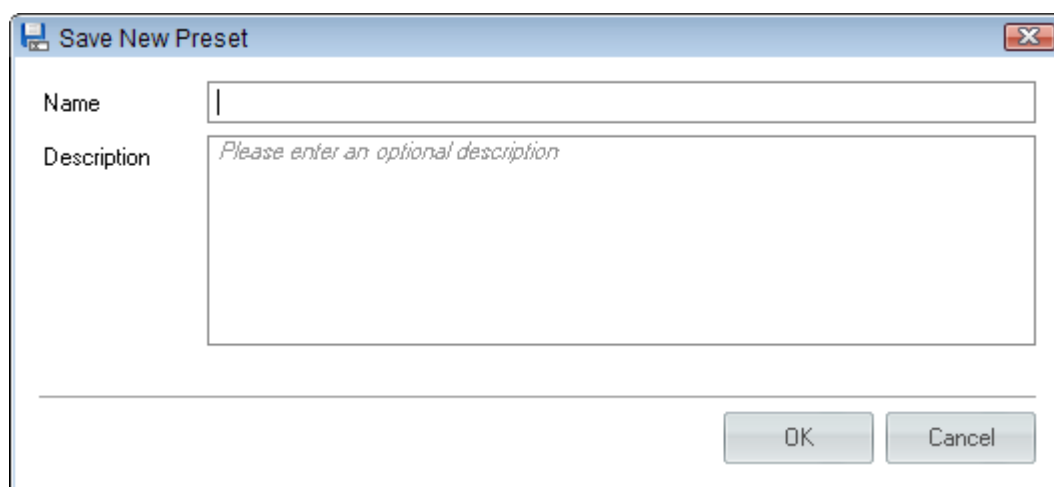 Save New Preset
Name
Description
Please enter an optional description
OK
Cancel